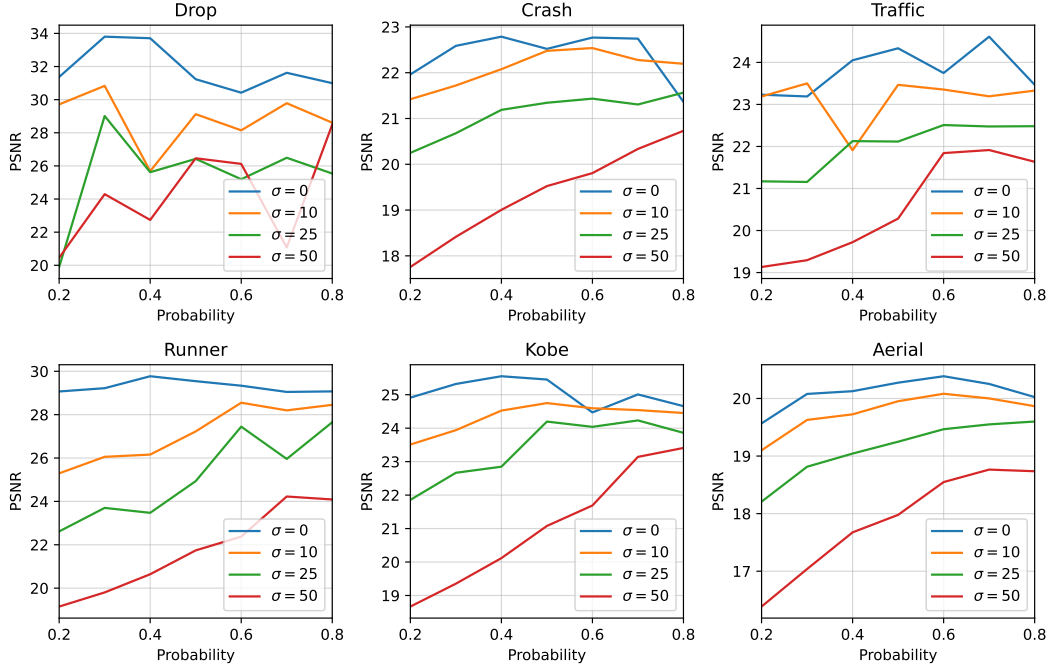 Drop
34
32
30
28
26
24
22
20
PSNR
0.2 0.4 0.6 0.8
Probability
σ = 0
σ = 10
σ = 25
σ = 50
Crash
23
22
21
20
19
18
PSNR
0.2 0.4 0.6 0.8
Probability
σ = 0
σ = 10
σ = 25
σ = 50
Traffic
24
23
22
21
20
19
PSNR
0.2 0.4 0.6 0.8
Probability
σ = 0
σ = 10
σ = 25
σ = 50
Runner
30
28
26
24
22
20
PSNR
0.2 0.4 0.6 0.8
Probability
σ = 0
σ = 10
σ = 25
σ = 50
Kobe
25
24
23
22
21
20
19
PSNR
0.2 0.4 0.6 0.8
Probability
σ = 0
σ = 10
σ = 25
σ = 50
Aerial
20
19
18
17
PSNR
0.2 0.4 0.6 0.8
Probability
σ = 0
σ = 10
σ = 25
σ = 50